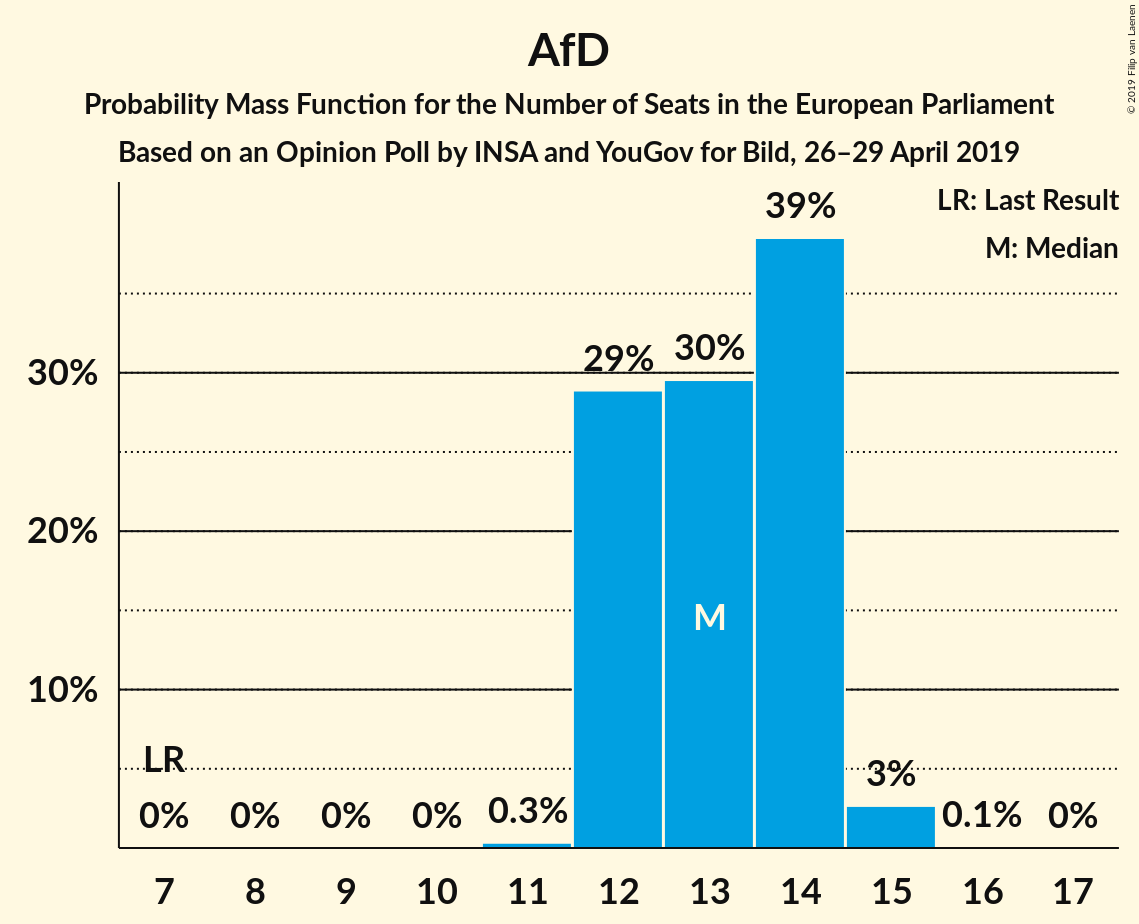 AfD
Probability Mass Function for the Number of Seats in the European Parliament
Based on an Opinion Poll by INSA and YouGov for Bild, 26–29 April 2019
© 2019 Filip van Laenen
LR: Last Result
M: Median
39%
30%
29%
30%
20%
M
10%
LR
3%
0% 0% 0% 0% 0.3% 0.1% 0%
7 8 9 10 11 12 13 14 15 16 17